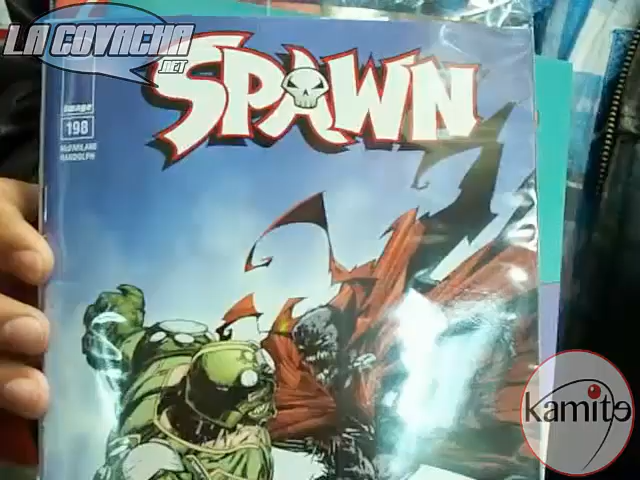 LA COVACHA
.NET
SPAWN
image
198
McFARLANE
RANDOLPH
kamite